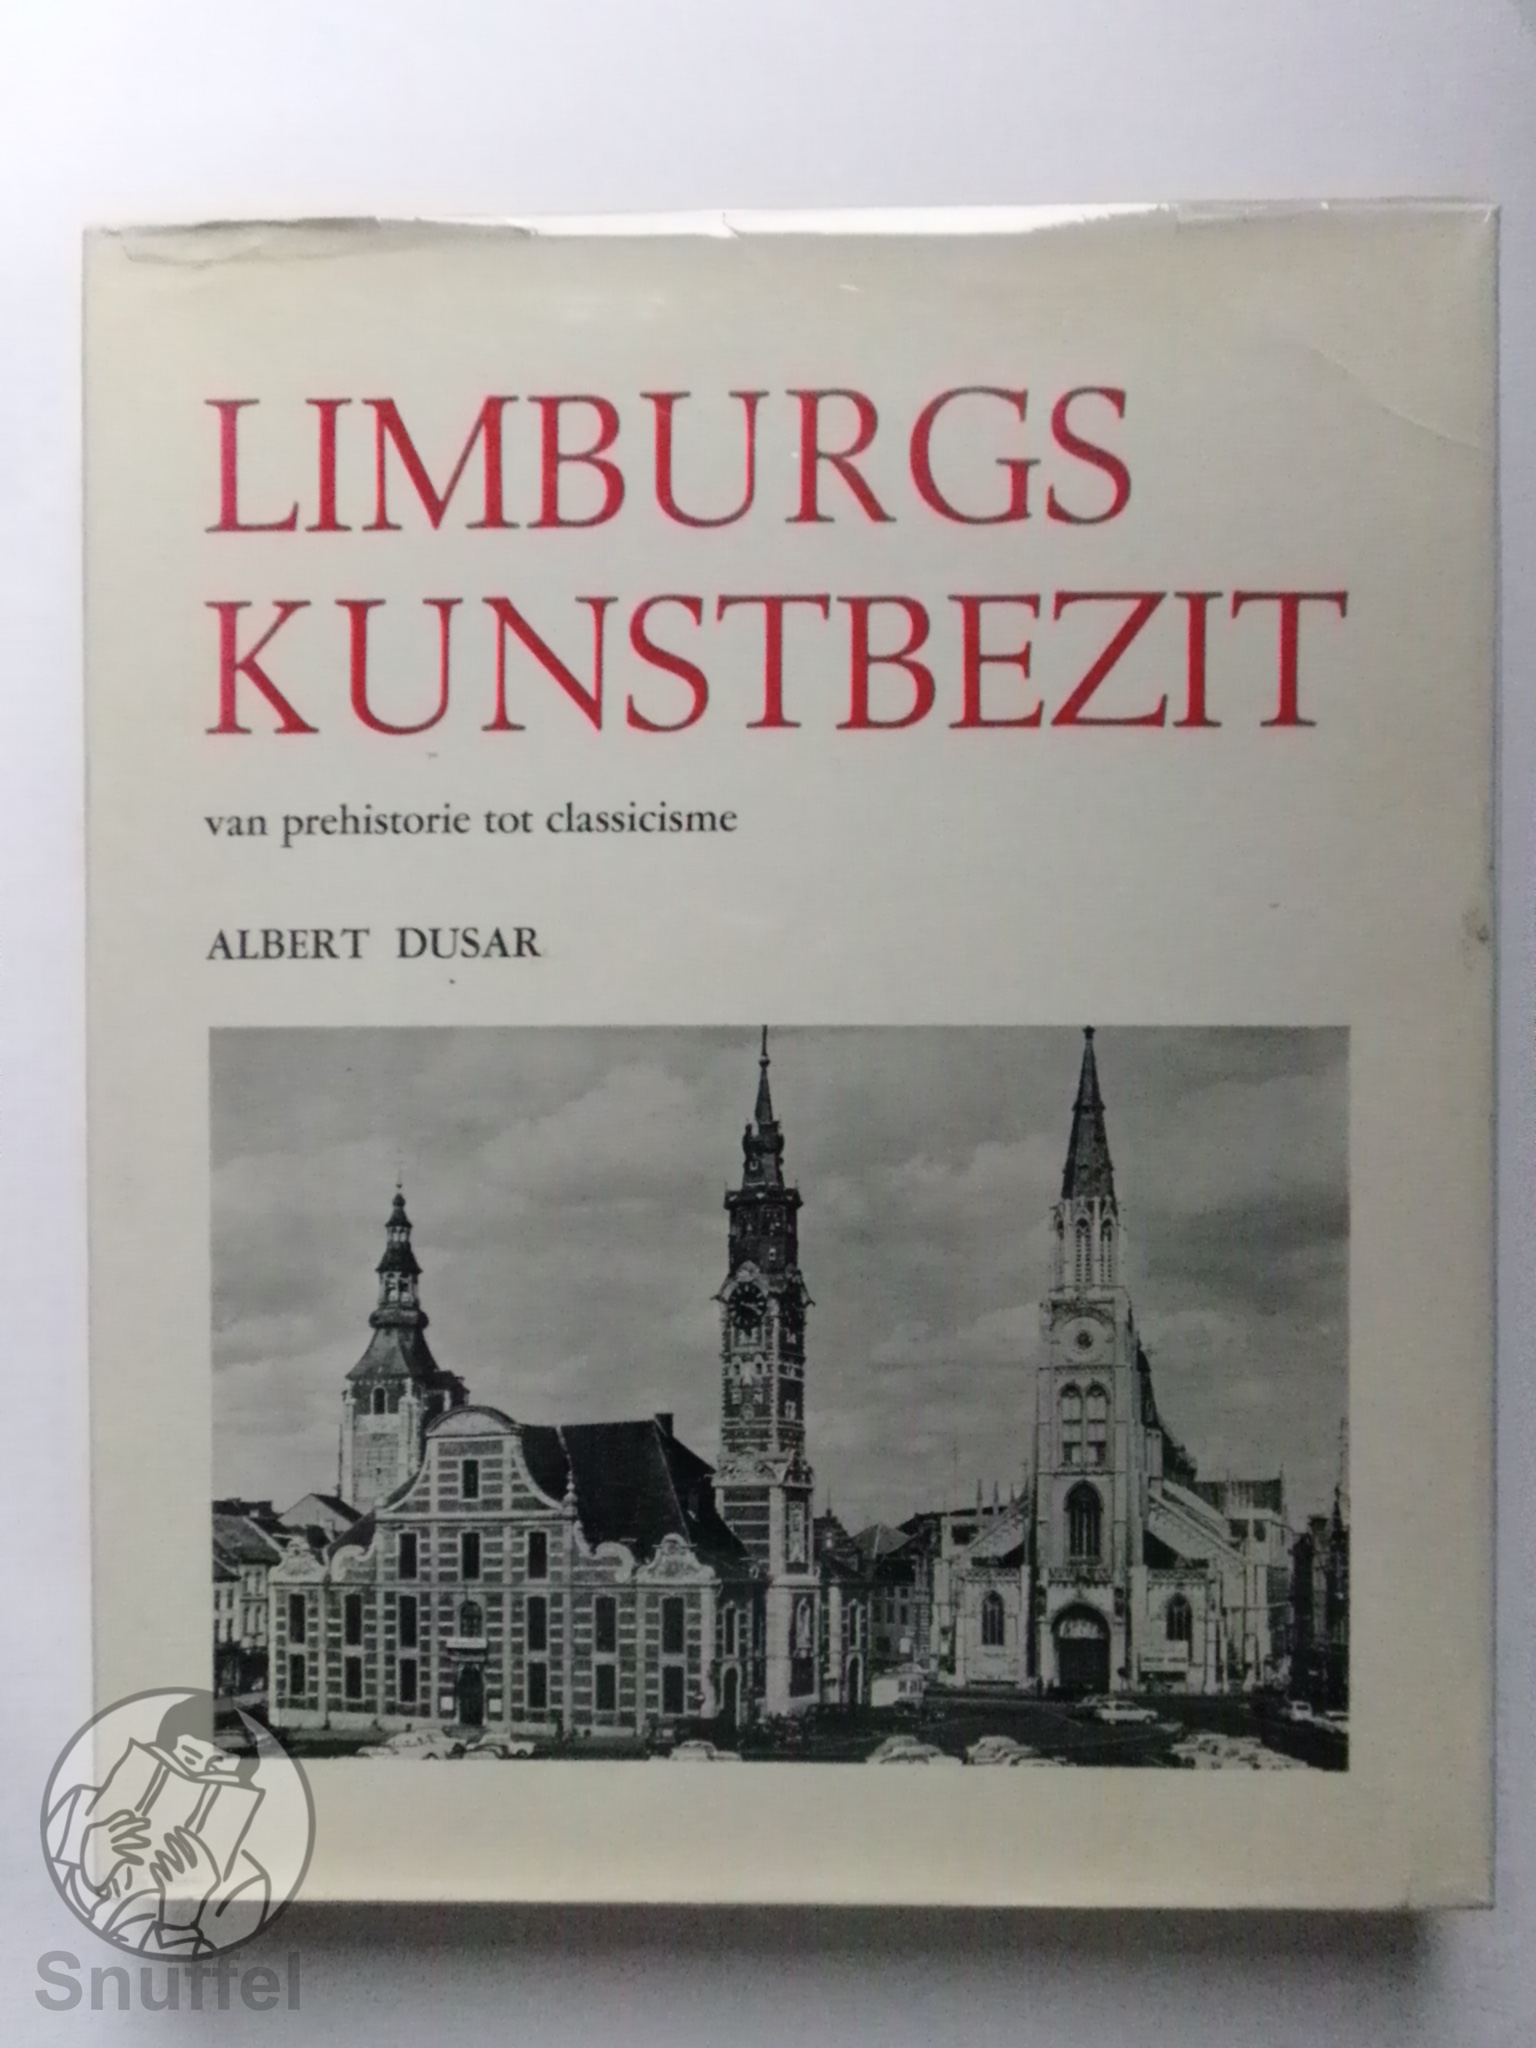 LIMBURGS
KUNSTBEZIT
van prehistorie tot classicisme
ALBERT DUSAR
Snuffel